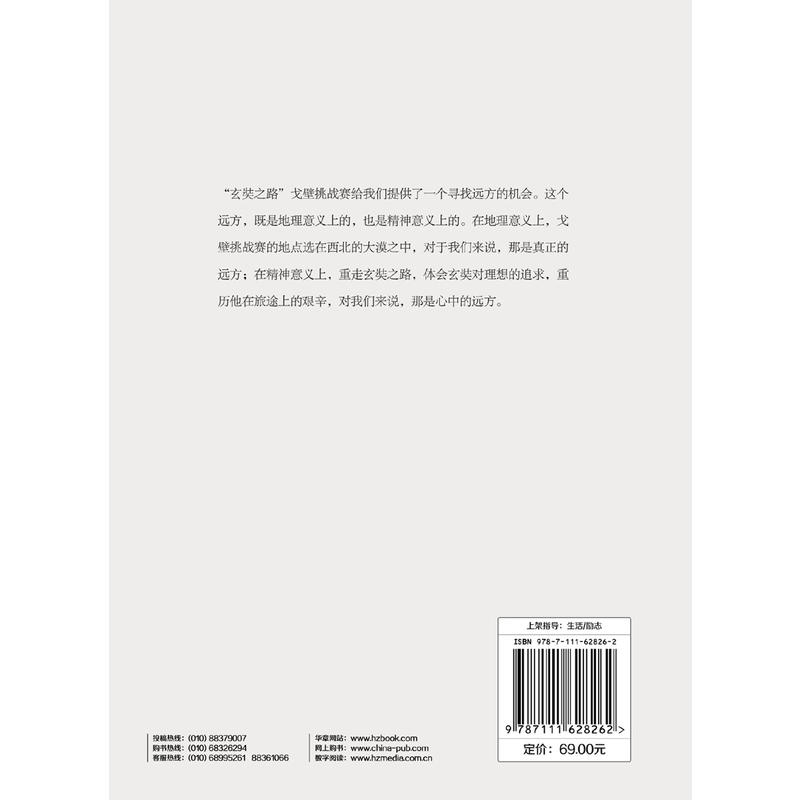 “玄奘之路”戈壁挑战赛给我们提供了一个寻找远方的机会。这个
远方，既是地理意义上的，也是精神意义上的。在地理意义上，戈
壁挑战赛的地点选在西北的大漠之中，对于我们来说，那是真正的
远方；在精神意义上，重走玄奘之路，体会玄奘对理想的追求，重
历他在旅途上的艰辛，对我们来说，那是心中的远方。
上架指导：生活/励志
ISBN 978-7-111-62826-2
9 787111 628262 >
定价：69.00元
投稿热线：(010) 88379007
购书热线：(010) 68326294
客服热线：(010) 68995261 88361066
华章网站：www.hzbook.com
网上购书：www.china-pub.com
数字阅读：www.hzmedia.com.cn